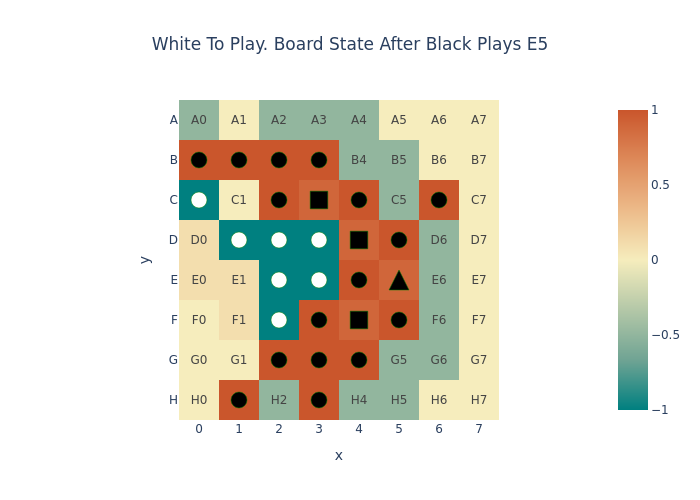 White To Play. Board State After Black Plays E5
A A0 A1 A2 A3 A4 A5 A6 A7
B B4 B5 B6 B7
C C1 C5 C7
D D0 D6 D7
E E0 E1 E6 E7
F F0 F1 F6 F7
G G0 G1 G5 G6 G7
H H0 H2 H4 H5 H6 H7
0 1 2 3 4 5 6 7
x
y
1
0.5
0
−0.5
−1